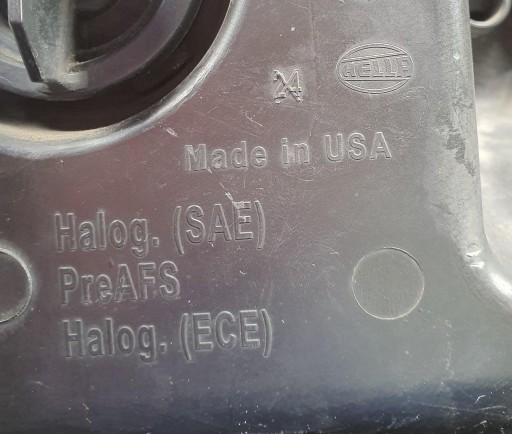 24 HELLA
Made in USA
Halog. (SAE)
PreAFS
Halog. (ECE)